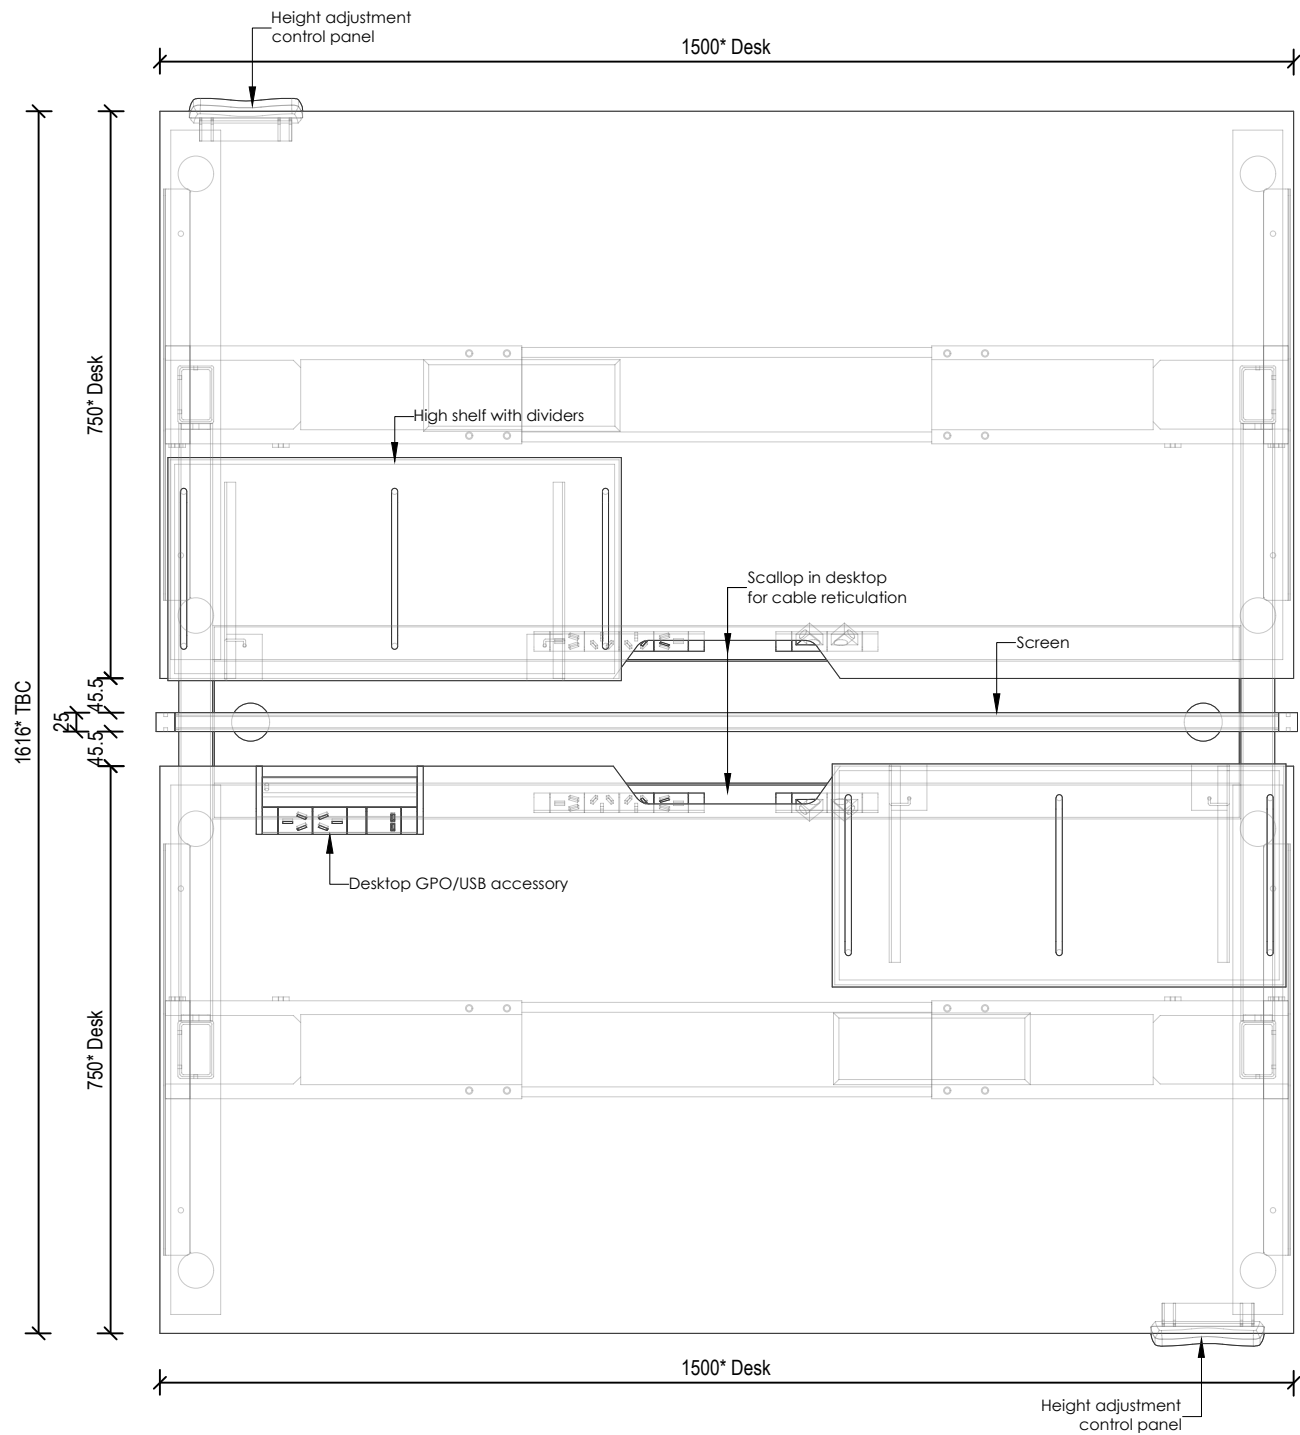 Height adjustment
control panel
1500* Desk
750* Desk
High shelf with dividers
Scallop in desktop
for cable reticulation
Screen
45.5
25
45.5
1616* TBC
Desktop GPO/USB accessory
750* Desk
1500* Desk
Height adjustment
control panel